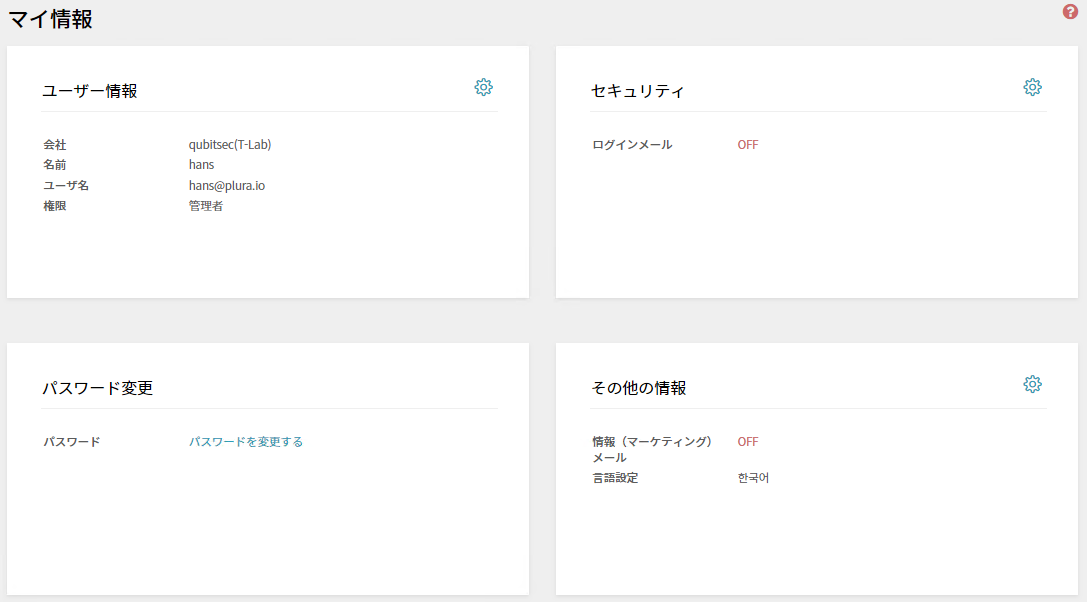 マイ情報
?
ユーザー情報
会社 qubitsec(T-Lab)
名前 hans
ユーザ名 hans@plura.io
権限 管理者
セキュリティ
ログインメール OFF
パスワード変更
パスワード パスワードを変更する
その他の情報
情報（マーケティング） OFF
メール
言語設定 한국어